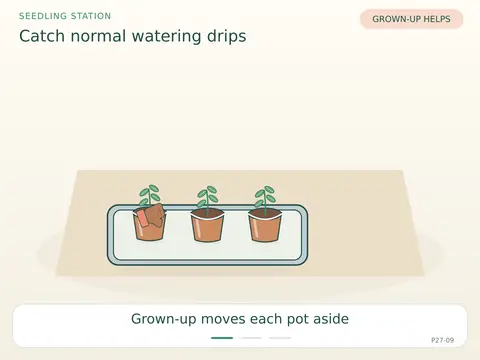 SEEDLING STATION
GROWN-UP HELPS
Catch normal watering drips
Grown-up moves each pot aside
P27-09